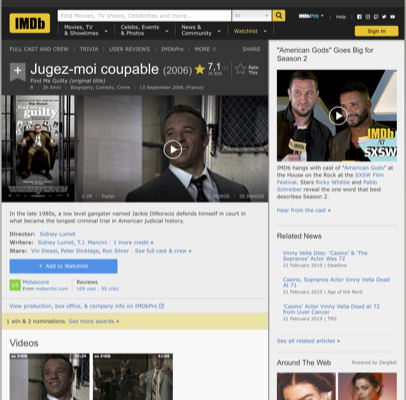 IMDb
Find Movies, TV shows, Celebrities and more...
All
IMDbPro
Help
Movies, TV
& Showtimes
Celebs, Events
& Photos
News &
Community
Watchlist
Sign in
FULL CAST AND CREW | TRIVIA | USER REVIEWS | IMDbPro | MORE
SHARE
Jugez-moi coupable (2006)
Find Me Guilty (original title)
R | 2h 5min | Biography, Comedy, Crime | 13 September 2006 (France)
7,1
Rate
This
guilty
2:29 | Trailer
VIDEOS | 55 IMAGES
In the late 1980s, a low level gangster named Jackie DiNorscio defends himself in court in
what became the longest criminal trial in American judicial history.
Director: Sidney Lumet
Writers: Sidney Lumet, T.J. Mancini | 1 more credit »
Stars: Vin Diesel, Peter Dinklage, Ron Silver | See full cast & crew »
+ Add to Watchlist
65
Metascore
From metacritic.com
Reviews
109 user | 95 critic
View production, box office, & company info on IMDbPro
1 win & 2 nominations. See more awards »
Videos
"American Gods" Goes Big for
Season 2
IMDb
at
SXSW
IMDb hangs with cast of "American Gods" at
the House on the Rock at SXSW Film
Festival. Stars Ricky Whittle and Pablo
Schreiber reveal the one word that best
describes Season 2.
Hear from the cast »
Related News
Vinny Vella Dies: 'Casino' & 'The
Sopranos' Actor Was 72
21 February 2019 | Deadline
Casino, Sopranos Actor Vinny Vella Dead
At 71
21 February 2019 | Age of the Nerd
'Casino' Actor Vinny Vella Dead at 72
from Liver Cancer
21 February 2019 | TMZ
See all related articles »
Around The Web
Powered by ZergNet